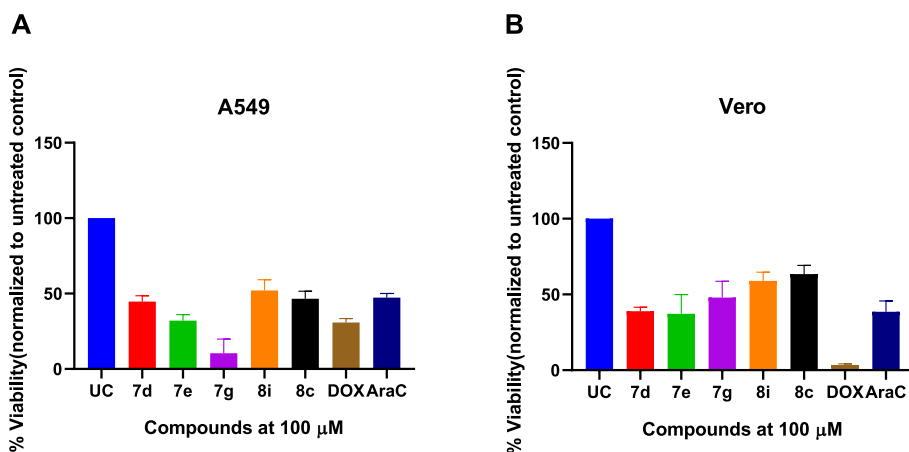 A
A549
% Viability(normalized to untreated control)
150
100
50
0
UC 7d 7e 7g 8i 8c DOX AraC
Compounds at 100 μM
B
Vero
% Viability(normalized to untreated control)
150
100
50
0
UC 7d 7e 7g 8i 8c DOX AraC
Compounds at 100 μM